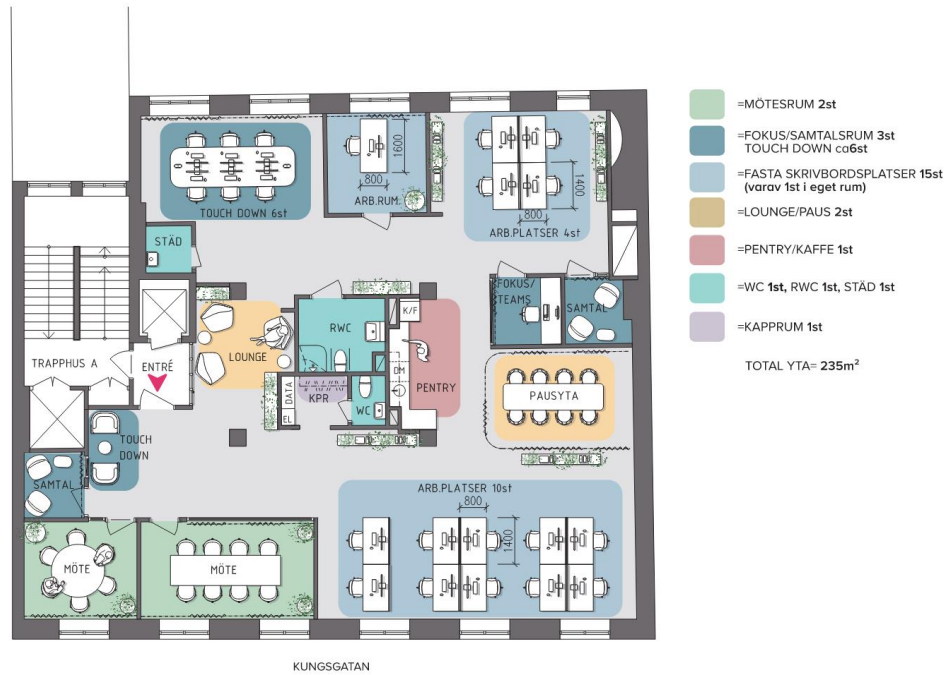 TOUCH DOWN 6st
1600
800
ARB.RUM.
1400
800
ARB.PLATSER 4st
STÄD
FOKUS/
TEAMS
SAMTAL
K/F
RWC
LOUNGE
DM
PENTRY
TRAPPHUS A
ENTRÉ
DATA
EL
KPR
WC
PAUSYTA
TOUCH
DOWN
SAMTAL
ARB.PLATSER 10st
800
1400
MÖTE
MÖTE
KUNGSGATAN
=MÖTESRUM 2st
=FOKUS/SAMTALSRUM 3st
TOUCH DOWN ca6st
=FASTA SKRIVBORDSPLATSER 15st
(varav 1st i eget rum)
=LOUNGE/PAUS 2st
=PENTRY/KAFFE 1st
=WC 1st, RWC 1st, STÄD 1st
=KAPPRUM 1st
TOTAL YTA= 235m²